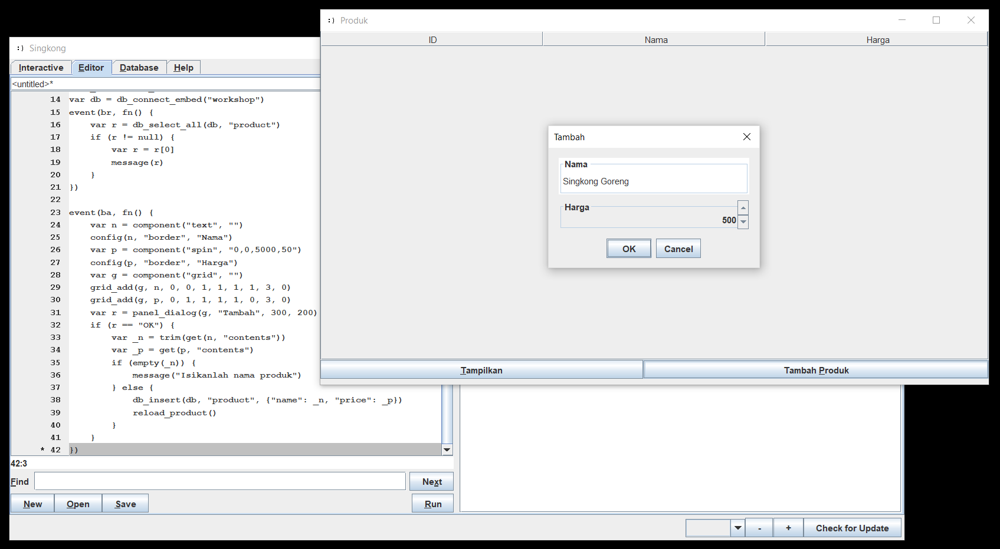 :) Produk
ID Nama Harga
:) Singkong
Interactive Editor Database Help
<untitled>*
14 var db = db_connect_embed("workshop")
15 event(br, fn() {
16 var r = db_select_all(db, "product")
17 if (r != null) {
18 var r = r[0]
19 message(r)
20 }
21 })
22
23 event(ba, fn() {
24 var n = component("text", "")
25 config(n, "border", "Nama")
26 var p = component("spin", "0,0,5000,50")
27 config(p, "border", "Harga")
28 var g = component("grid", "")
29 grid_add(g, n, 0, 0, 1, 1, 1, 1, 3, 0)
30 grid_add(g, p, 0, 1, 1, 1, 1, 0, 3, 0)
31 var r = panel_dialog(g, "Tambah", 300, 200)
32 if (r == "OK") {
33 var _n = trim(get(n, "contents"))
34 var _p = get(p, "contents")
35 if (empty(_n)) {
36 message("Isikanlah nama produk")
37 } else {
38 db_insert(db, "product", {"name": _n, "price": _p})
39 reload_product()
40 }
41 }
* 42 })
42:3
Find Next
New Open Save Run
Tambah
Nama
Singkong Goreng
Harga
500
OK Cancel
Tampilkan Tambah Produk
- + Check for Update